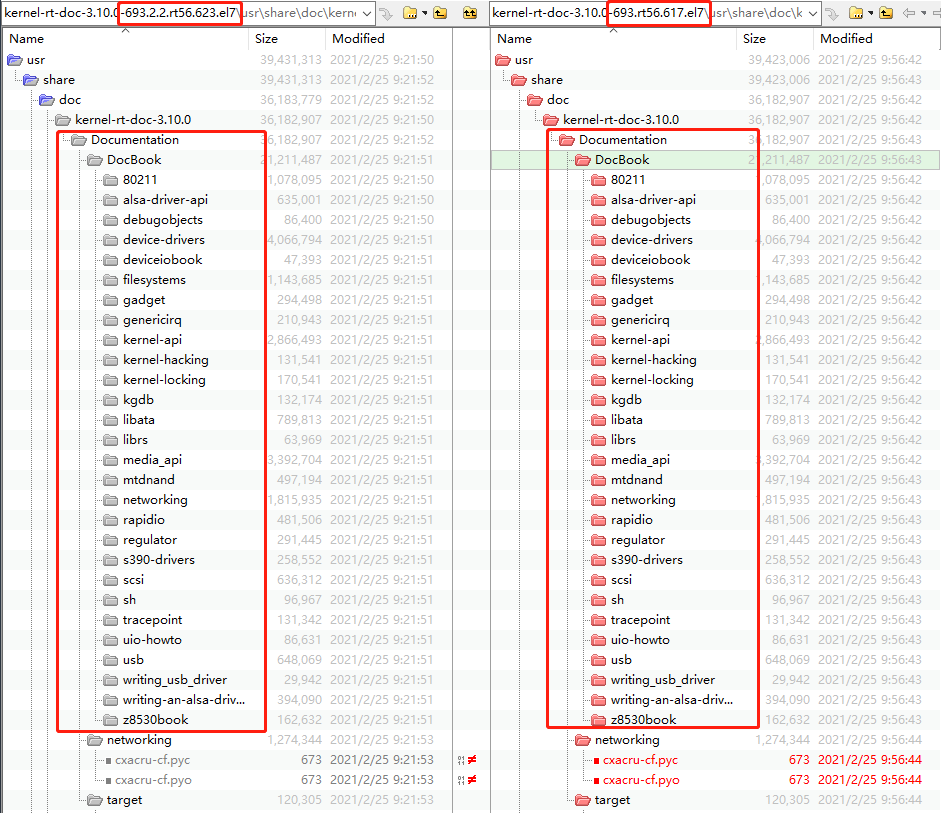 kernel-rt-doc-3.10.0-693.2.2.rt56.623.el7\usr\share\doc\kerne
Name Size Modified
usr 39,431,313 2021/2/25 9:21:50
share 39,431,313 2021/2/25 9:21:52
doc 36,183,779 2021/2/25 9:21:52
kernel-rt-doc-3.10.0 36,182,907 2021/2/25 9:21:52
Documentation 36,182,907 2021/2/25 9:21:52
DocBook 21,211,487 2021/2/25 9:21:51
80211 1,078,095 2021/2/25 9:21:50
alsa-driver-api 635,001 2021/2/25 9:21:50
debugobjects 86,400 2021/2/25 9:21:50
device-drivers 4,066,794 2021/2/25 9:21:51
deviceiobook 47,393 2021/2/25 9:21:51
filesystems 1,143,685 2021/2/25 9:21:51
gadget 294,498 2021/2/25 9:21:51
genericirq 210,943 2021/2/25 9:21:51
kernel-api 2,866,493 2021/2/25 9:21:51
kernel-hacking 131,541 2021/2/25 9:21:51
kernel-locking 170,541 2021/2/25 9:21:51
kgdb 132,174 2021/2/25 9:21:51
libata 789,813 2021/2/25 9:21:51
librs 63,969 2021/2/25 9:21:51
media_api 3,392,704 2021/2/25 9:21:51
mtdnand 497,194 2021/2/25 9:21:51
networking 1,815,935 2021/2/25 9:21:51
rapidio 481,506 2021/2/25 9:21:51
regulator 291,445 2021/2/25 9:21:51
s390-drivers 258,552 2021/2/25 9:21:51
scsi 636,312 2021/2/25 9:21:51
sh 96,967 2021/2/25 9:21:51
tracepoint 131,342 2021/2/25 9:21:51
uio-howto 86,631 2021/2/25 9:21:51
usb 648,069 2021/2/25 9:21:51
writing_usb_driver 29,942 2021/2/25 9:21:51
writing-an-alsa-driv... 394,090 2021/2/25 9:21:51
z8530book 162,632 2021/2/25 9:21:51
networking 1,274,344 2021/2/25 9:21:53
cxacru-cf.pyc 673 2021/2/25 9:21:53
cxacru-cf.pyo 673 2021/2/25 9:21:53
target 120,305 2021/2/25 9:21:53
kernel-rt-doc-3.10.0-693.rt56.617.el7\usr\share\doc\k
Name Size Modified
usr 39,423,006 2021/2/25 9:56:42
share 39,423,006 2021/2/25 9:56:43
doc 36,182,907 2021/2/25 9:56:42
kernel-rt-doc-3.10.0 36,182,907 2021/2/25 9:56:42
Documentation 36,182,907 2021/2/25 9:56:43
DocBook 21,211,487 2021/2/25 9:56:43
80211 1,078,095 2021/2/25 9:56:42
alsa-driver-api 635,001 2021/2/25 9:56:42
debugobjects 86,400 2021/2/25 9:56:42
device-drivers 4,066,794 2021/2/25 9:56:42
deviceiobook 47,393 2021/2/25 9:56:42
filesystems 1,143,685 2021/2/25 9:56:42
gadget 294,498 2021/2/25 9:56:42
genericirq 210,943 2021/2/25 9:56:42
kernel-api 2,866,493 2021/2/25 9:56:42
kernel-hacking 131,541 2021/2/25 9:56:42
kernel-locking 170,541 2021/2/25 9:56:42
kgdb 132,174 2021/2/25 9:56:42
libata 789,813 2021/2/25 9:56:42
librs 63,969 2021/2/25 9:56:42
media_api 3,392,704 2021/2/25 9:56:42
mtdnand 497,194 2021/2/25 9:56:42
networking 1,815,935 2021/2/25 9:56:43
rapidio 481,506 2021/2/25 9:56:43
regulator 291,445 2021/2/25 9:56:43
s390-drivers 258,552 2021/2/25 9:56:43
scsi 636,312 2021/2/25 9:56:43
sh 96,967 2021/2/25 9:56:43
tracepoint 131,342 2021/2/25 9:56:43
uio-howto 86,631 2021/2/25 9:56:43
usb 648,069 2021/2/25 9:56:43
writing_usb_driver 29,942 2021/2/25 9:56:43
writing-an-alsa-driv... 394,090 2021/2/25 9:56:43
z8530book 162,632 2021/2/25 9:56:43
networking 1,274,344 2021/2/25 9:56:44
cxacru-cf.pyc 673 2021/2/25 9:56:44
cxacru-cf.pyo 673 2021/2/25 9:56:44
target 120,305 2021/2/25 9:56:44